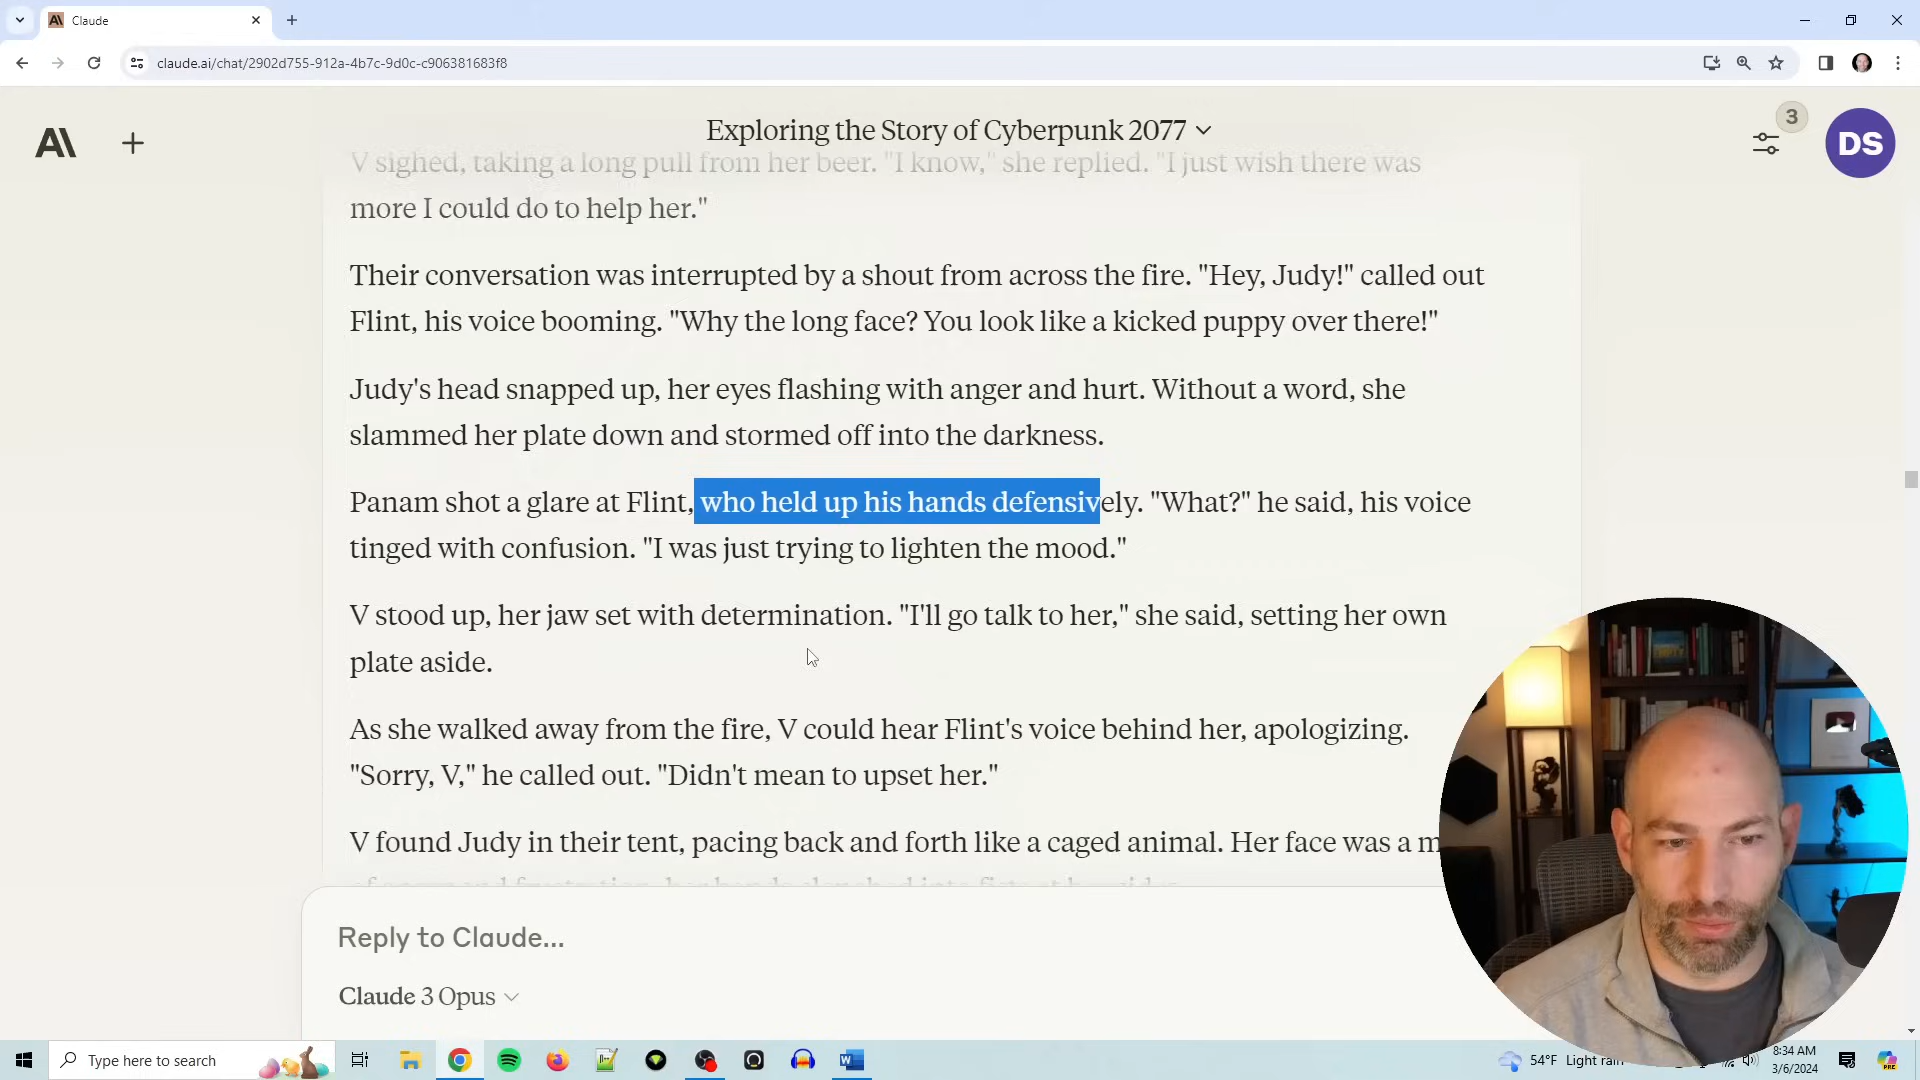 Claude
claude.ai/chat/2902d755-912a-4b7c-9d0c-c906381683f8
Exploring the Story of Cyberpunk 2077
3
DS
V sighed, taking a long pull from her beer. "I know," she replied. "I just wish there was
more I could do to help her."
Their conversation was interrupted by a shout from across the fire. "Hey, Judy!" called out
Flint, his voice booming. "Why the long face? You look like a kicked puppy over there!"
Judy's head snapped up, her eyes flashing with anger and hurt. Without a word, she
slammed her plate down and stormed off into the darkness.
Panam shot a glare at Flint, who held up his hands defensively. "What?" he said, his voice
tinged with confusion. "I was just trying to lighten the mood."
V stood up, her jaw set with determination. "I'll go talk to her," she said, setting her own
plate aside.
As she walked away from the fire, V could hear Flint's voice behind her, apologizing.
"Sorry, V," he called out. "Didn't mean to upset her."
V found Judy in their tent, pacing back and forth like a caged animal. Her face was a
Reply to Claude...
Claude 3 Opus
Type here to search
54°F Light rain
8:34 AM
3/6/2024